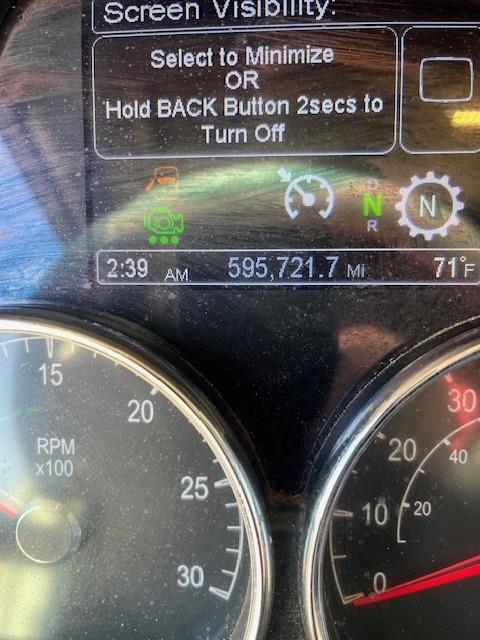 Screen Visibility:
Select to Minimize
OR
Hold BACK Button 2secs to
Turn Off
D
N
R
N
2:39 AM 595,721.7 MI 71°F
15
20
25
30
RPM
x100
30
20
10
0
40
20